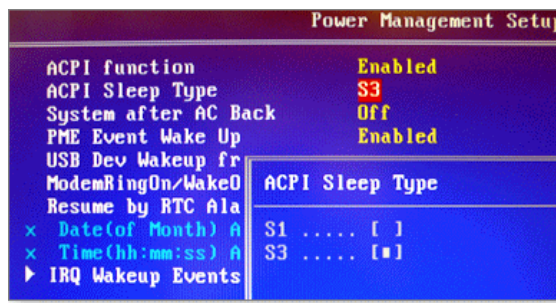 Power Management Setu
ACPI function Enabled
ACPI Sleep Type S3
System after AC Back Off
PME Event Wake Up Enabled
USB Dev Wakeup fr
ModemRingOn/WakeO
Resume by RTC Ala
x Date(of Month) A
x Time(hh:mm:ss) A
IRQ Wakeup Events
ACPI Sleep Type
S1 ..... [ ]
S3 ..... [■]